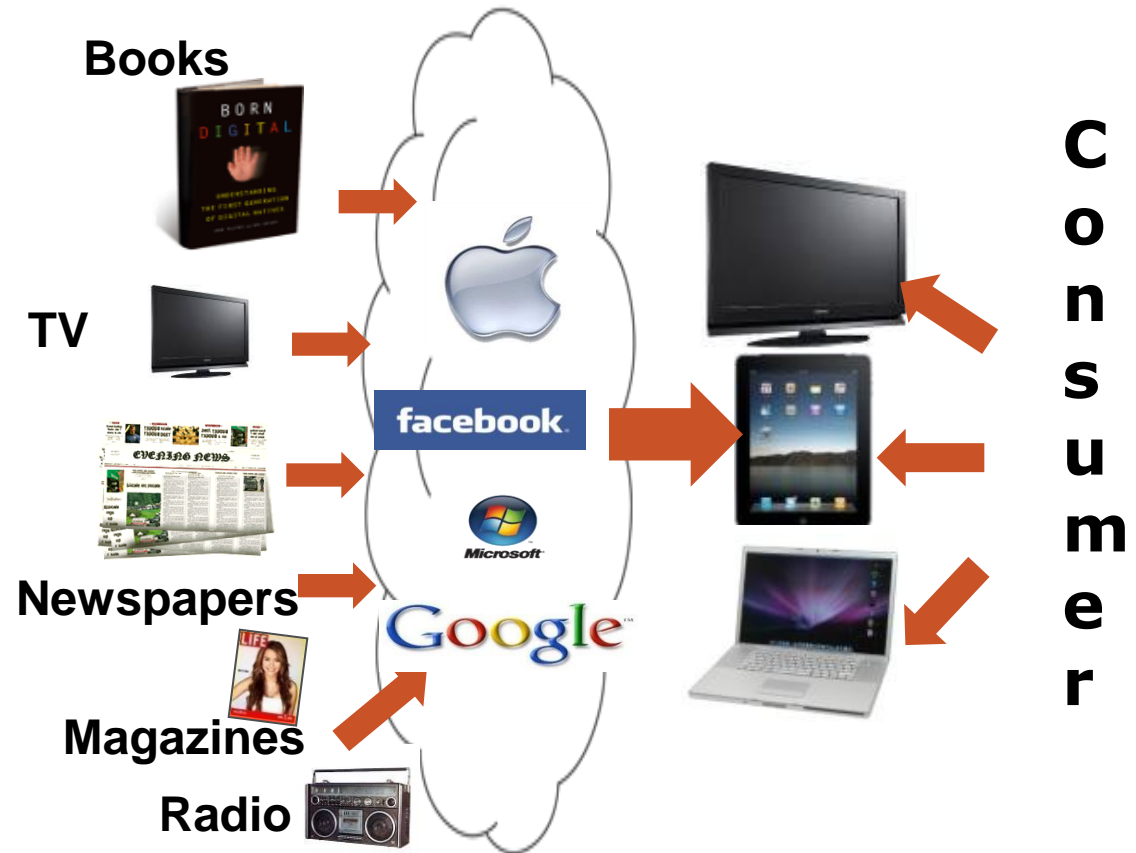 Books
BORN
DIGITAL
UNDERSTANDING
THE FIRST GENERATION
OF DIGITAL NATIVES
TV
EVENING NEWS
Newspapers
LIFE
Magazines
Radio
facebook
Microsoft
Google
Consumer